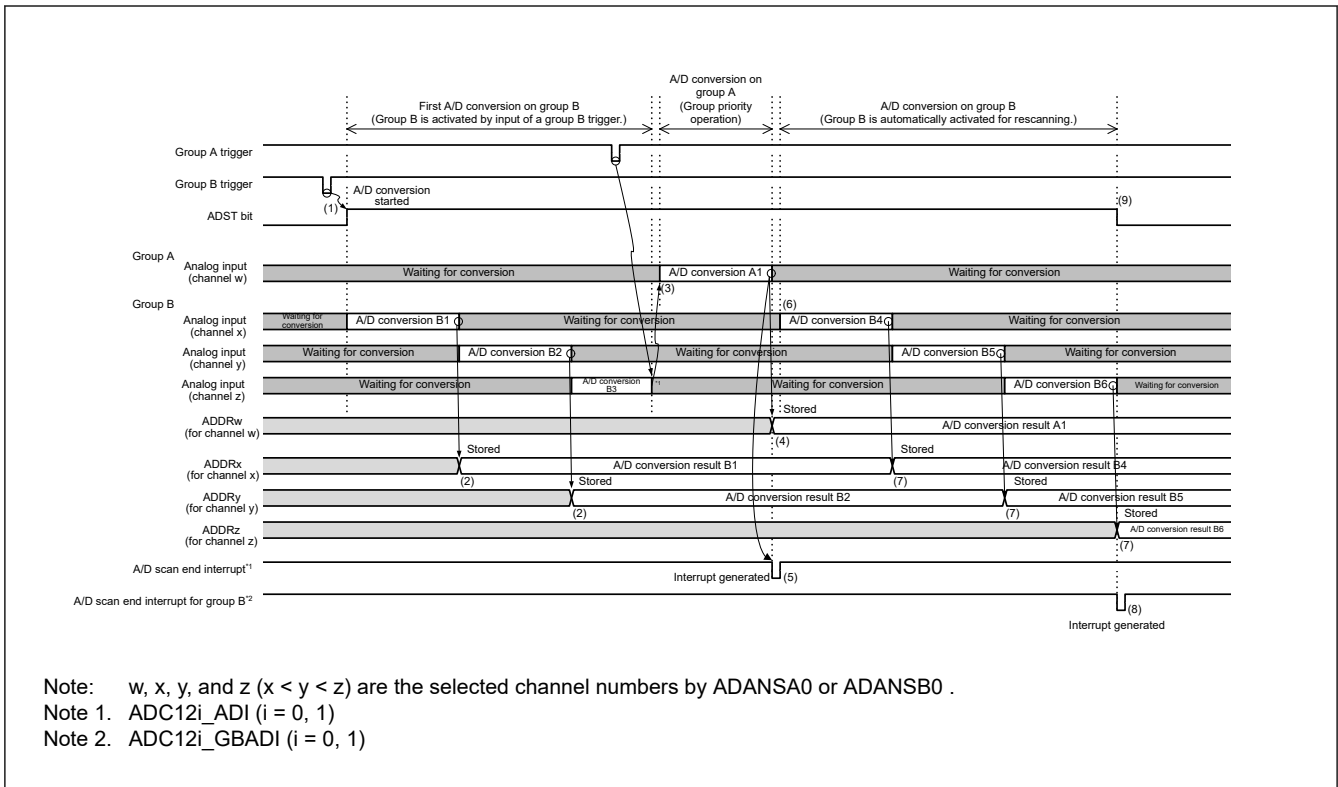 A/D conversion on
group A
(Group priority
operation)
First A/D conversion on group B
(Group B is activated by input of a group B trigger.)
A/D conversion on group B
(Group B is automatically activated for rescanning.)
Group A trigger
Group B trigger
A/D conversion
started
(1)
ADST bit
(9)
Group A
Analog input
(channel w)
Waiting for conversion
A/D conversion A1
Waiting for conversion
(3)
Group B
(6)
Analog input
(channel x)
Waiting for
conversion
A/D conversion B1
Waiting for conversion
A/D conversion B4
Waiting for conversion
Analog input
(channel y)
Waiting for conversion
A/D conversion B2
Waiting for conversion
A/D conversion B5
Waiting for conversion
Analog input
(channel z)
Waiting for conversion
A/D conversion
B3
*1
Waiting for conversion
A/D conversion B6
Waiting for conversion
Stored
ADDRw
(for channel w)
A/D conversion result A1
(4)
Stored
Stored
ADDRx
(for channel x)
A/D conversion result B1
A/D conversion result B4
(2)
Stored
(7)
Stored
ADDRy
(for channel y)
A/D conversion result B2
A/D conversion result B5
(2)
(7)
Stored
ADDRz
(for channel z)
A/D conversion result B6
(7)
A/D scan end interrupt*1
Interrupt generated
(5)
A/D scan end interrupt for group B*2
(8)
Interrupt generated
Note: w, x, y, and z (x < y < z) are the selected channel numbers by ADANSA0 or ADANSB0 .
Note 1. ADC12i_ADI (i = 0, 1)
Note 2. ADC12i_GBADI (i = 0, 1)